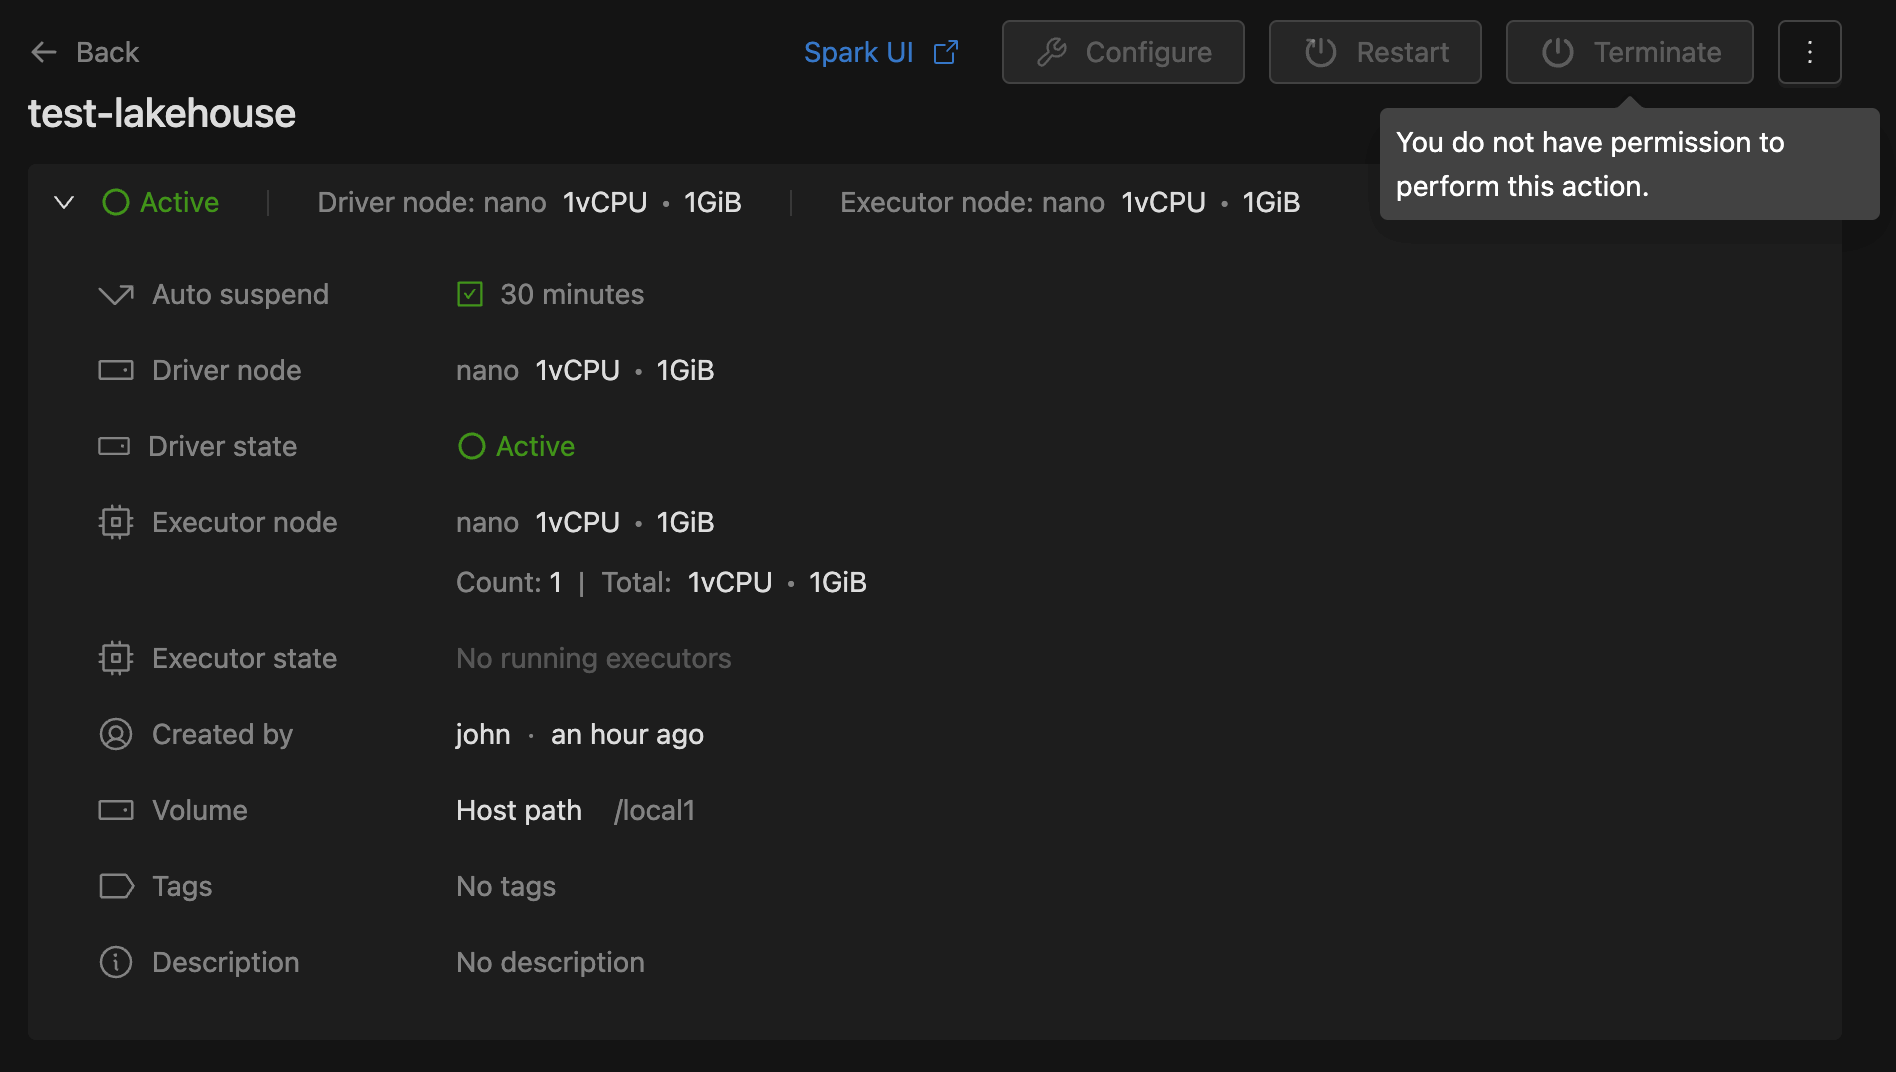 Back
Spark UI
Configure
Restart
Terminate
test-lakehouse
You do not have permission to
perform this action.
Active | Driver node: nano 1vCPU • 1GiB | Executor node: nano 1vCPU • 1GiB
Auto suspend 30 minutes
Driver node nano 1vCPU • 1GiB
Driver state Active
Executor node nano 1vCPU • 1GiB
Count: 1 | Total: 1vCPU • 1GiB
Executor state No running executors
Created by john · an hour ago
Volume Host path /local1
Tags No tags
Description No description